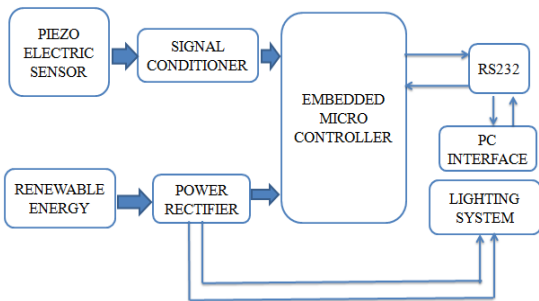 PIEZO
ELECTRIC
SENSOR
SIGNAL
CONDITIONER
EMBEDDED
MICRO
CONTROLLER
RS232
PC
INTERFACE
RENEWABLE
ENERGY
POWER
RECTIFIER
LIGHTING
SYSTEM